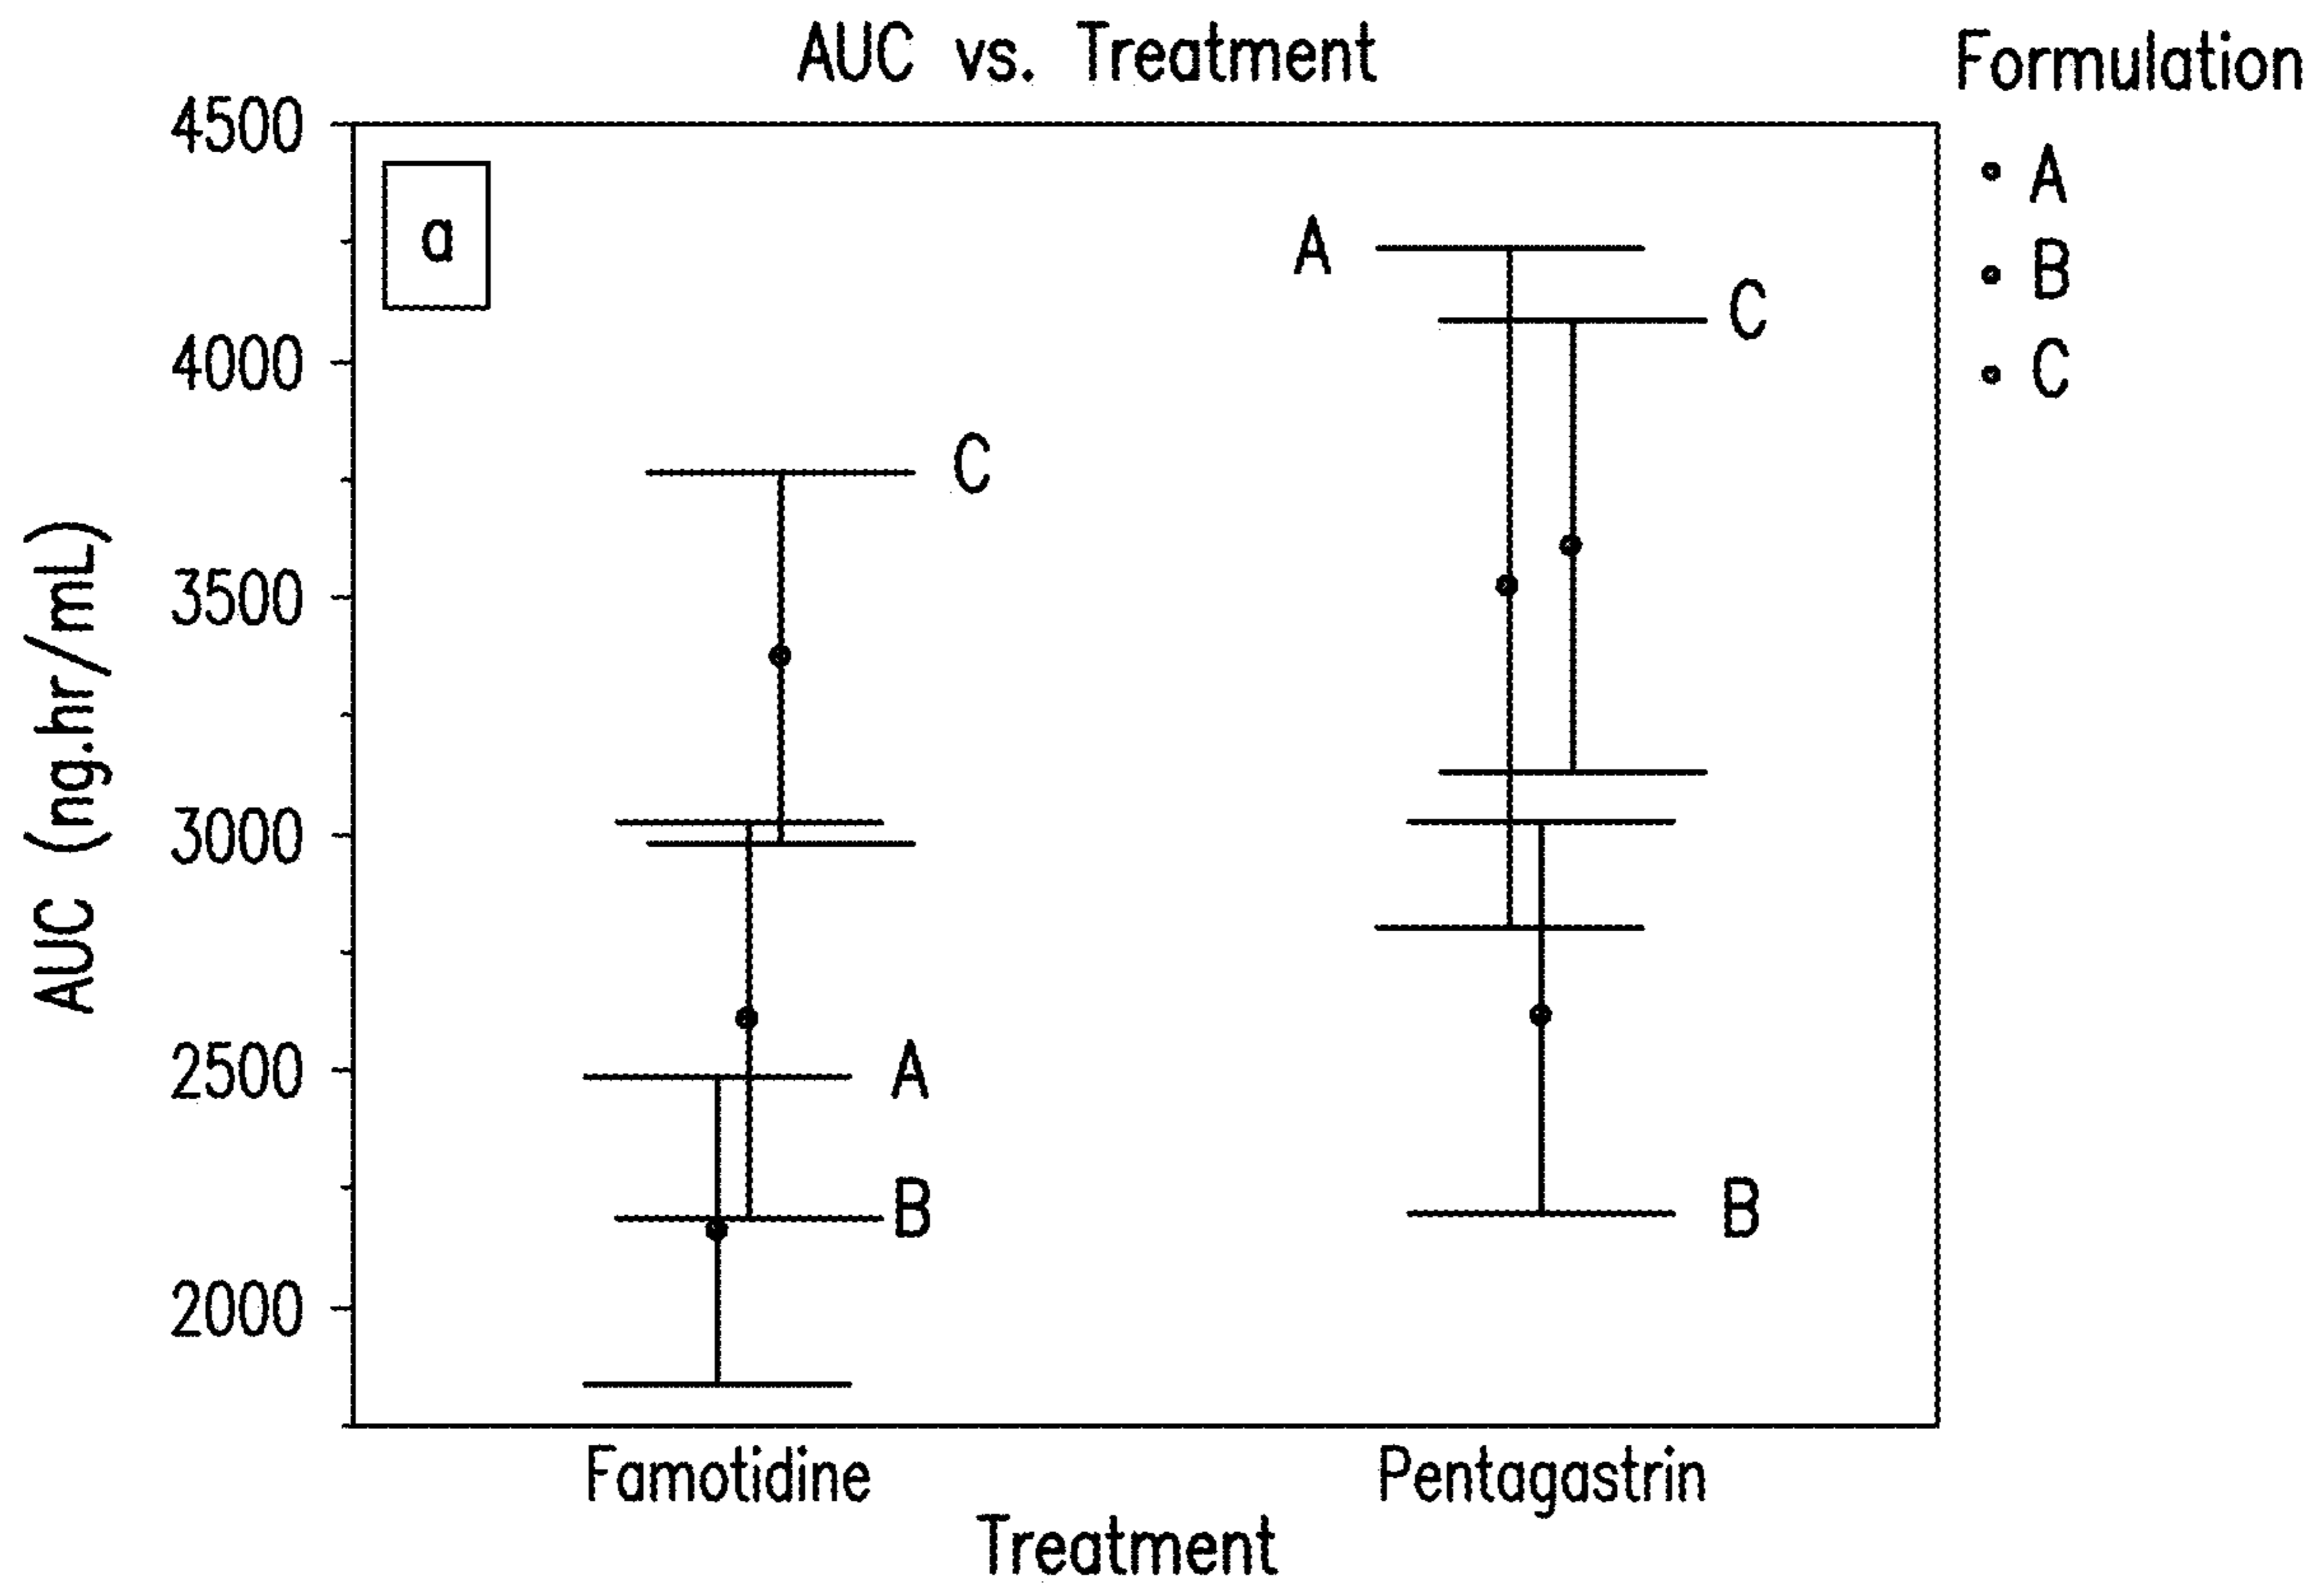 AUC vs. Treatment
Formulation
A
B
C
a
AUC (ng.hr/mL)
4500
4000
3500
3000
2500
2000
C
A
B
A
C
B
Famotidine
Pentagastrin
Treatment